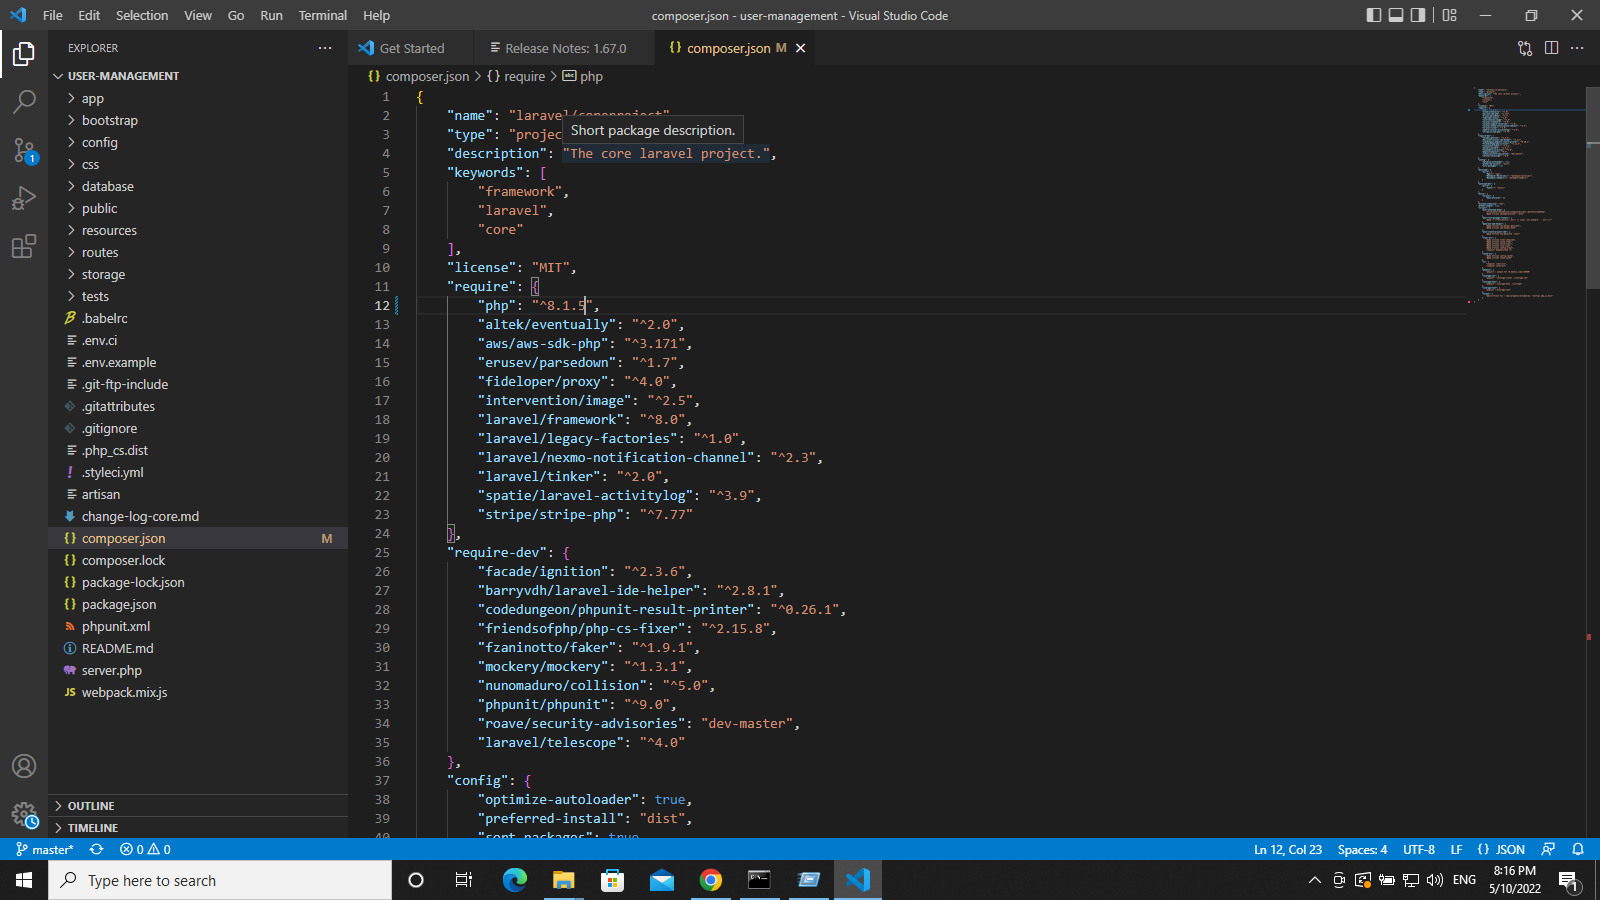 File Edit Selection View Go Run Terminal Help
composer.json - user-management - Visual Studio Code
EXPLORER
USER-MANAGEMENT
app
bootstrap
config
css
database
public
resources
routes
storage
tests
.babelrc
.env.ci
.env.example
.git-ftp-include
.gitattributes
.gitignore
.php_cs.dist
.styleci.yml
artisan
change-log-core.md
composer.json M
composer.lock
package-lock.json
package.json
phpunit.xml
README.md
server.php
JS webpack.mix.js
OUTLINE
TIMELINE
1
Get Started
Release Notes: 1.67.0
{} composer.json M
{} composer.json > {} require > abc php
1 {
2 "name": "laravel/coreproject",
Short package description.
3 "type": "projec
4 "description": "The core laravel project.",
5 "keywords": [
6 "framework",
7 "laravel",
8 "core"
9 ],
10 "license": "MIT",
11 "require": {
12 "php": "^8.1.5",
13 "altek/eventually": "^2.0",
14 "aws/aws-sdk-php": "^3.171",
15 "erusev/parsedown": "^1.7",
16 "fideloper/proxy": "^4.0",
17 "intervention/image": "^2.5",
18 "laravel/framework": "^8.0",
19 "laravel/legacy-factories": "^1.0",
20 "laravel/nexmo-notification-channel": "^2.3",
21 "laravel/tinker": "^2.0",
22 "spatie/laravel-activitylog": "^3.9",
23 "stripe/stripe-php": "^7.77"
24 },
25 "require-dev": {
26 "facade/ignition": "^2.3.6",
27 "barryvdh/laravel-ide-helper": "^2.8.1",
28 "codedungeon/phpunit-result-printer": "^0.26.1",
29 "friendsofphp/php-cs-fixer": "^2.15.8",
30 "fzaninotto/faker": "^1.9.1",
31 "mockery/mockery": "^1.3.1",
32 "nunomaduro/collision": "^5.0",
33 "phpunit/phpunit": "^9.0",
34 "roave/security-advisories": "dev-master",
35 "laravel/telescope": "^4.0"
36 },
37 "config": {
38 "optimize-autoloader": true,
39 "preferred-install": "dist",
40 "sort-packages": true
master* 0 0
Ln 12, Col 23 Spaces: 4 UTF-8 LF {} JSON
Type here to search
ENG
8:16 PM
5/10/2022
1